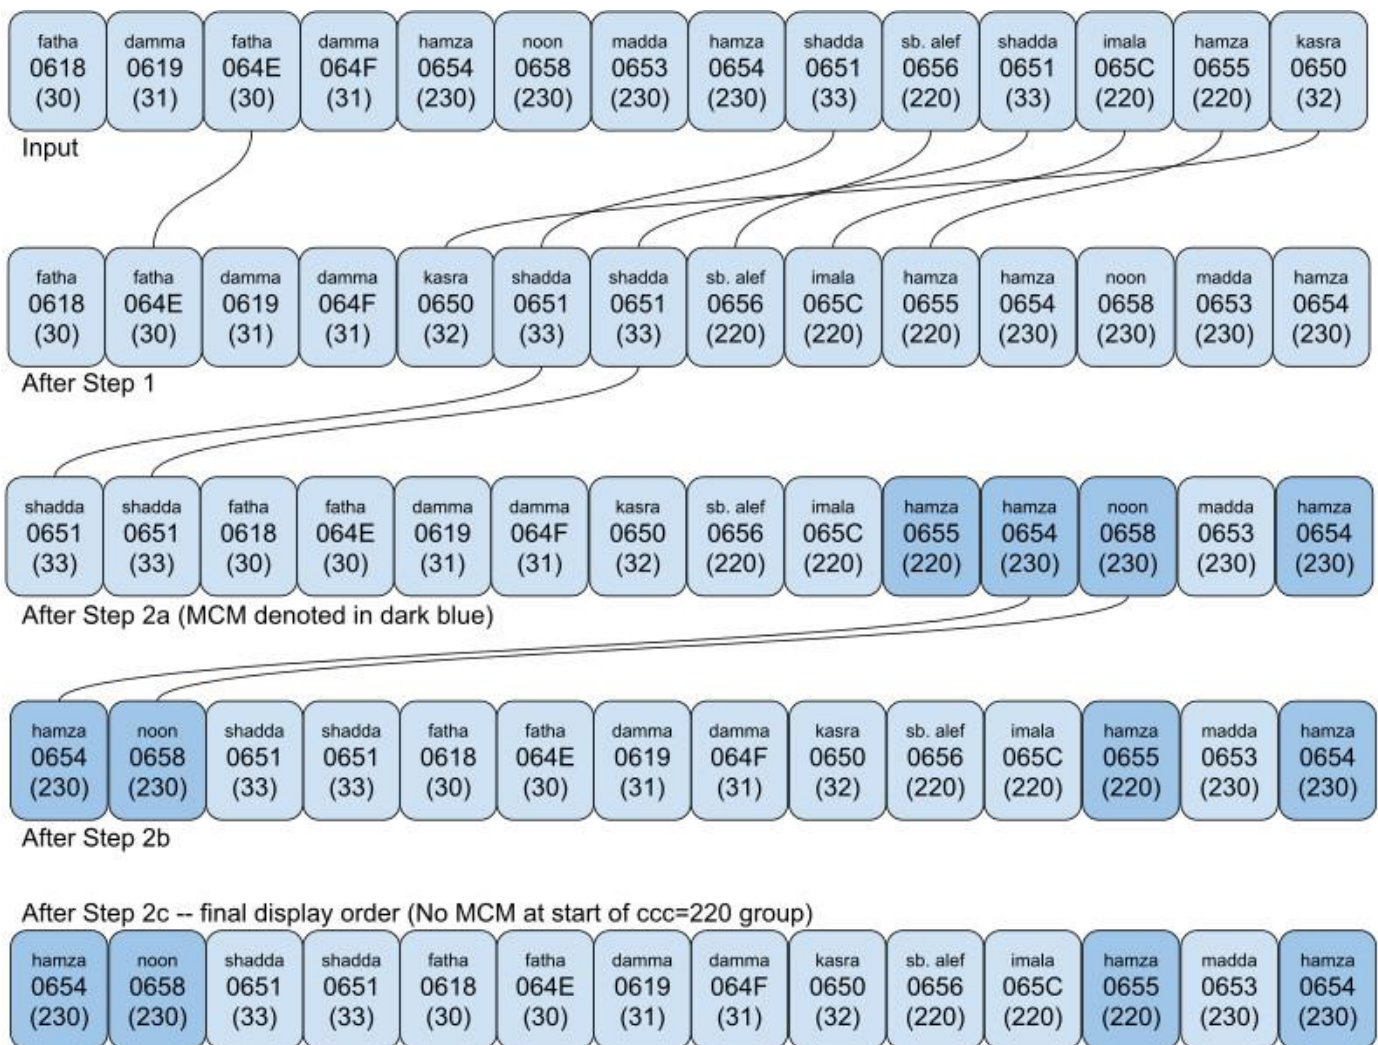 fatha damma fatha damma hamza noon madda hamza shadda sb. alef shadda imala hamza kasra
0618 0619 064E 064F 0654 0658 0653 0654 0651 0656 0651 065C 0655 0650
(30) (31) (30) (31) (230) (230) (230) (230) (33) (220) (33) (220) (220) (32)
Input
fatha fatha damma damma kasra shadda shadda sb. alef imala hamza hamza noon madda hamza
0618 064E 0619 064F 0650 0651 0651 0656 065C 0655 0654 0658 0653 0654
(30) (30) (31) (31) (32) (33) (33) (220) (220) (220) (230) (230) (230) (230)
After Step 1
shadda shadda fatha fatha damma damma kasra sb. alef imala hamza hamza noon madda hamza
0651 0651 0618 064E 0619 064F 0650 0656 065C 0655 0654 0658 0653 0654
(33) (33) (30) (30) (31) (31) (32) (220) (220) (220) (230) (230) (230) (230)
After Step 2a (MCM denoted in dark blue)
hamza noon shadda shadda fatha fatha damma damma kasra sb. alef imala hamza madda hamza
0654 0658 0651 0651 0618 064E 0619 064F 0650 0656 065C 0655 0653 0654
(230) (230) (33) (33) (30) (30) (31) (31) (32) (220) (220) (220) (230) (230)
After Step 2b
After Step 2c -- final display order (No MCM at start of ccc=220 group)
hamza noon shadda shadda fatha fatha damma damma kasra sb. alef imala hamza madda hamza
0654 0658 0651 0651 0618 064E 0619 064F 0650 0656 065C 0655 0653 0654
(230) (230) (33) (33) (30) (30) (31) (31) (32) (220) (220) (220) (230) (230)